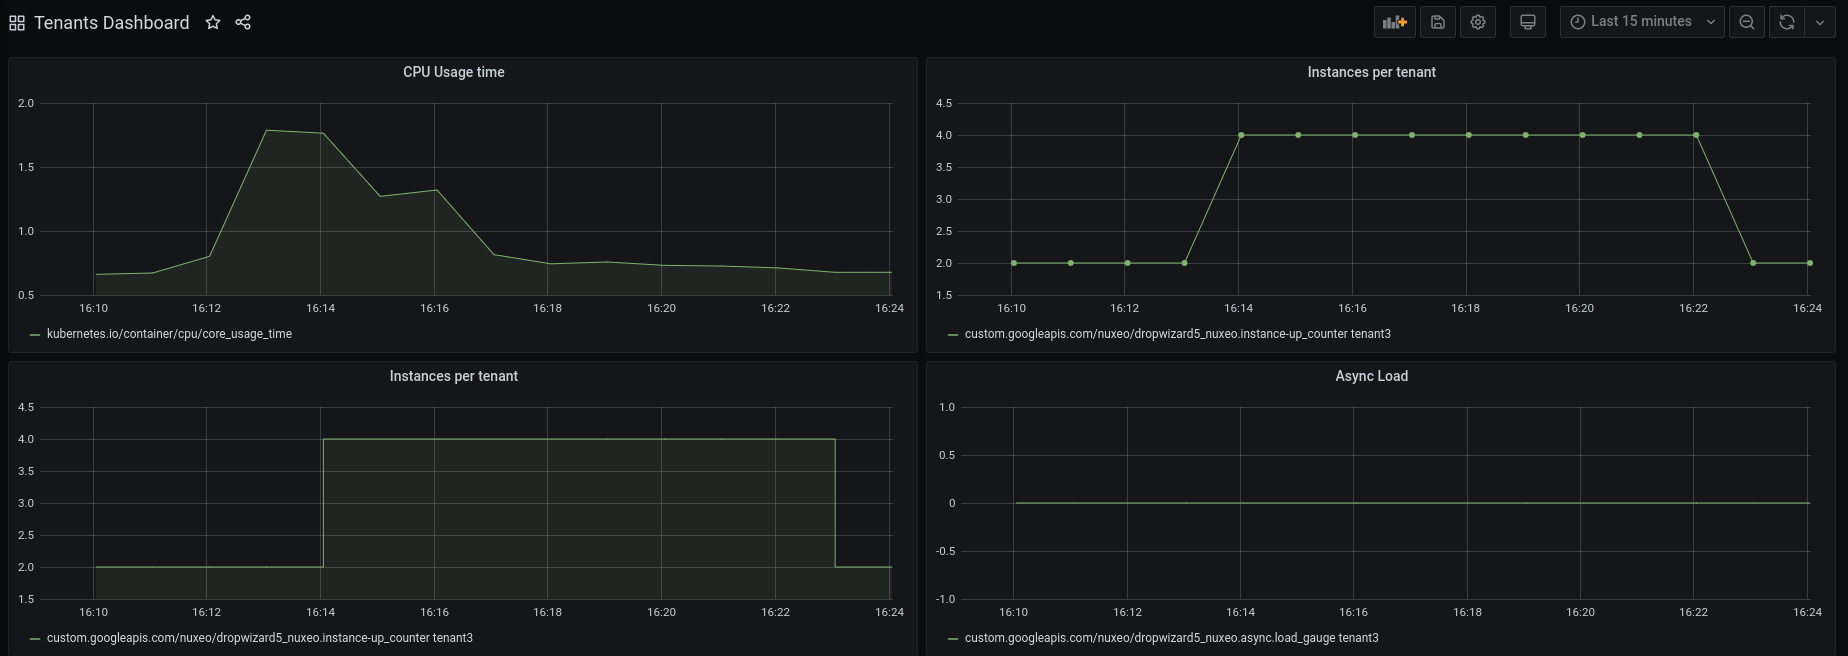 Tenants Dashboard
Last 15 minutes
CPU Usage time
2.0
1.5
1.0
0.5
16:10 16:12 16:14 16:16 16:18 16:20 16:22 16:24
kubernetes.io/container/cpu/core_usage_time
Instances per tenant
4.5
4.0
3.5
3.0
2.5
2.0
1.5
16:10 16:12 16:14 16:16 16:18 16:20 16:22 16:24
custom.googleapis.com/nuxeo/dropwizard5_nuxeo.instance-up_counter tenant3
Instances per tenant
4.5
4.0
3.5
3.0
2.5
2.0
1.5
16:10 16:12 16:14 16:16 16:18 16:20 16:22 16:24
custom.googleapis.com/nuxeo/dropwizard5_nuxeo.instance-up_counter tenant3
Async Load
1.0
0.5
0
-0.5
-1.0
16:10 16:12 16:14 16:16 16:18 16:20 16:22 16:24
custom.googleapis.com/nuxeo/dropwizard5_nuxeo.async.load_gauge tenant3